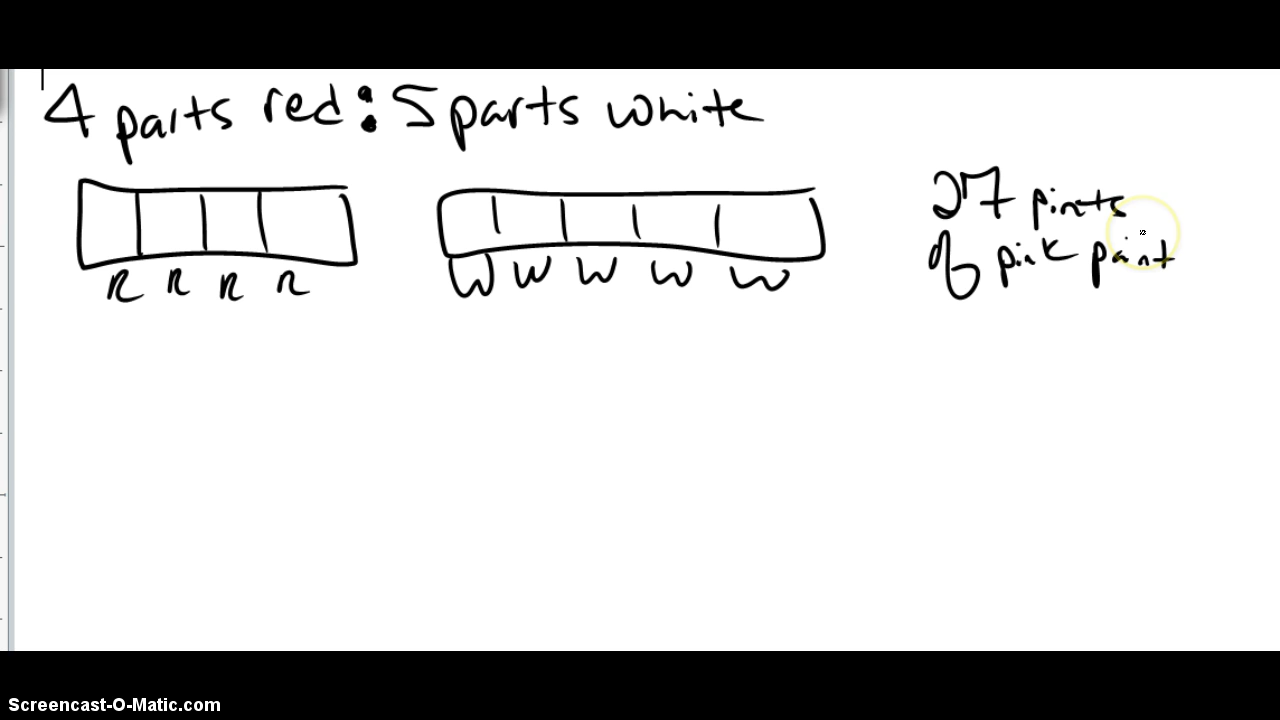 4 parts red : 5 parts white
27 pints
of pink paint
R R R R
W W W W W
Screencast-O-Matic.com